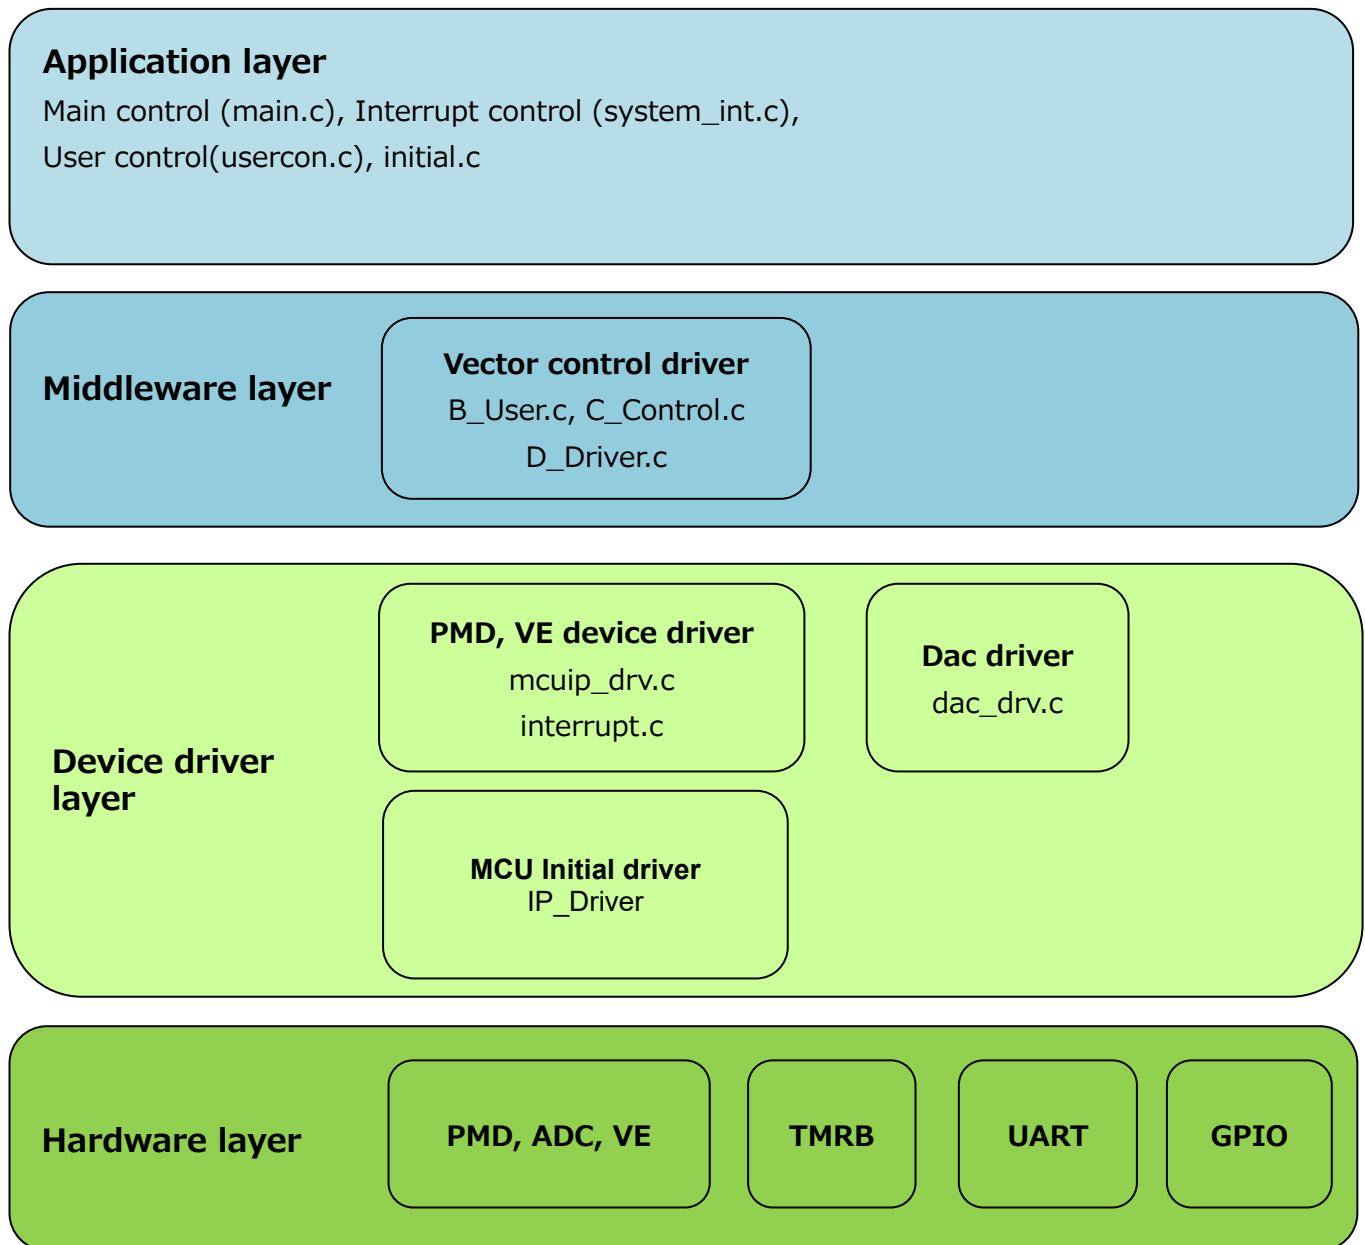 Application layer
Main control (main.c), Interrupt control (system_int.c),
User control(usercon.c), initial.c
Middleware layer
Vector control driver
B_User.c, C_Control.c
D_Driver.c
Device driver
layer
PMD, VE device driver
mcuip_drv.c
interrupt.c
Dac driver
dac_drv.c
MCU Initial driver
IP_Driver
Hardware layer
PMD, ADC, VE
TMRB
UART
GPIO